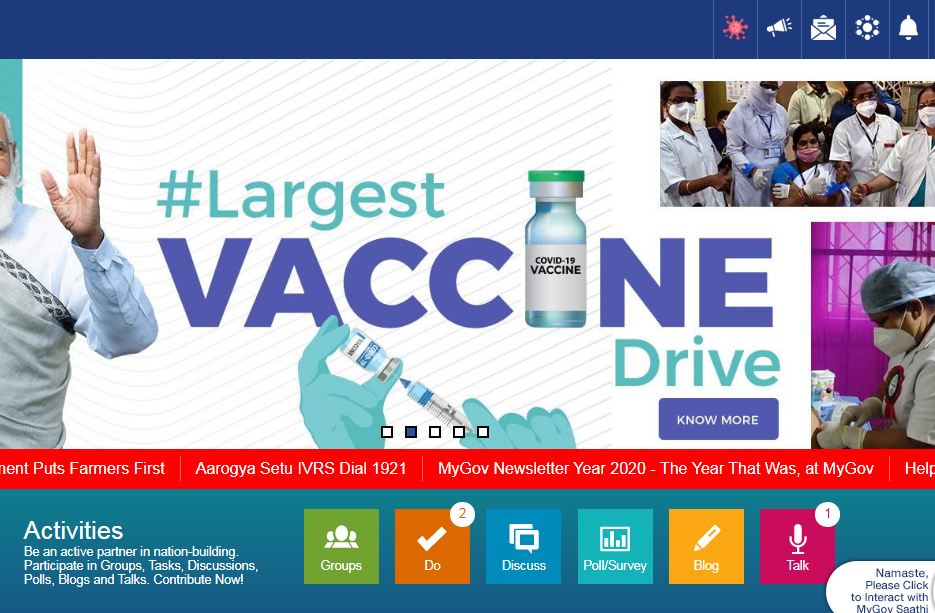 #Largest
VACCINE
COVID-19
VACCINE
Drive
KNOW MORE
ment Puts Farmers First
Aarogya Setu IVRS Dial 1921
MyGov Newsletter Year 2020 - The Year That Was, at MyGov
Help
Activities
Be an active partner in nation-building.
Participate in Groups, Tasks, Discussions,
Polls, Blogs and Talks. Contribute Now!
Groups
2
Do
Discuss
Poll/Survey
Blog
1
Talk
Namaste,
Please Click
to Interact with
MyGov Saathi